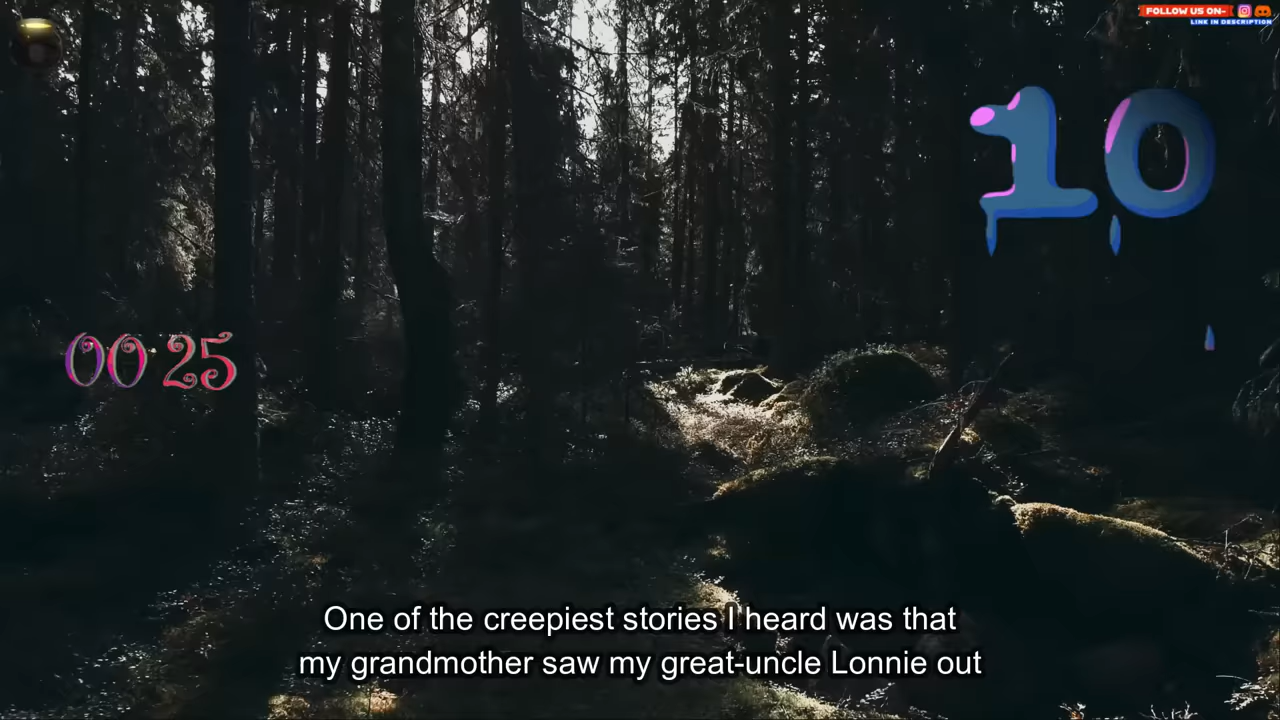 FOLLOW US ON-
LINK IN DESCRIPTION
10
00 25
One of the creepiest stories I heard was that
my grandmother saw my great-uncle Lonnie out